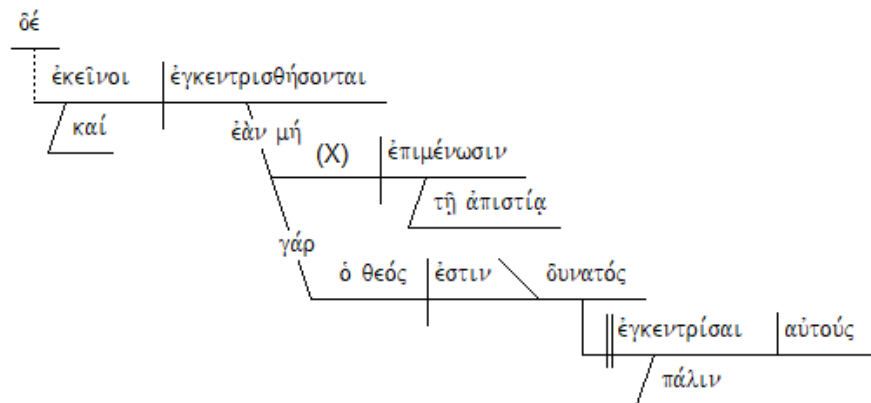 δέ
ἐκεῖνοι ἐγκεντρισθήσονται
καί
ἐὰν μή
(X) ἐπιμένωσιν
τῇ ἀπιστίᾳ
γάρ
ὁ θεός ἐστιν δυνατός
ἐγκεντρίσαι αὐτούς
πάλιν